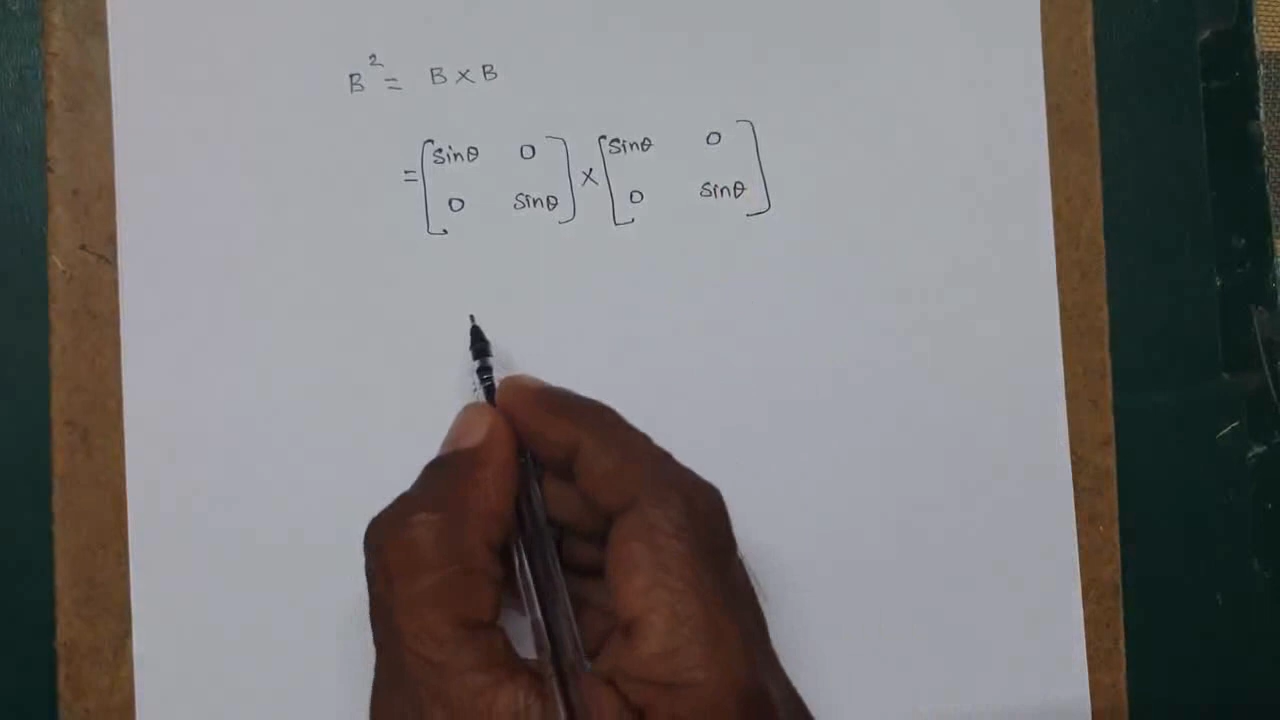 B² = B × B
= [sinθ 0
0 sinθ] × [sinθ 0
0 sinθ]